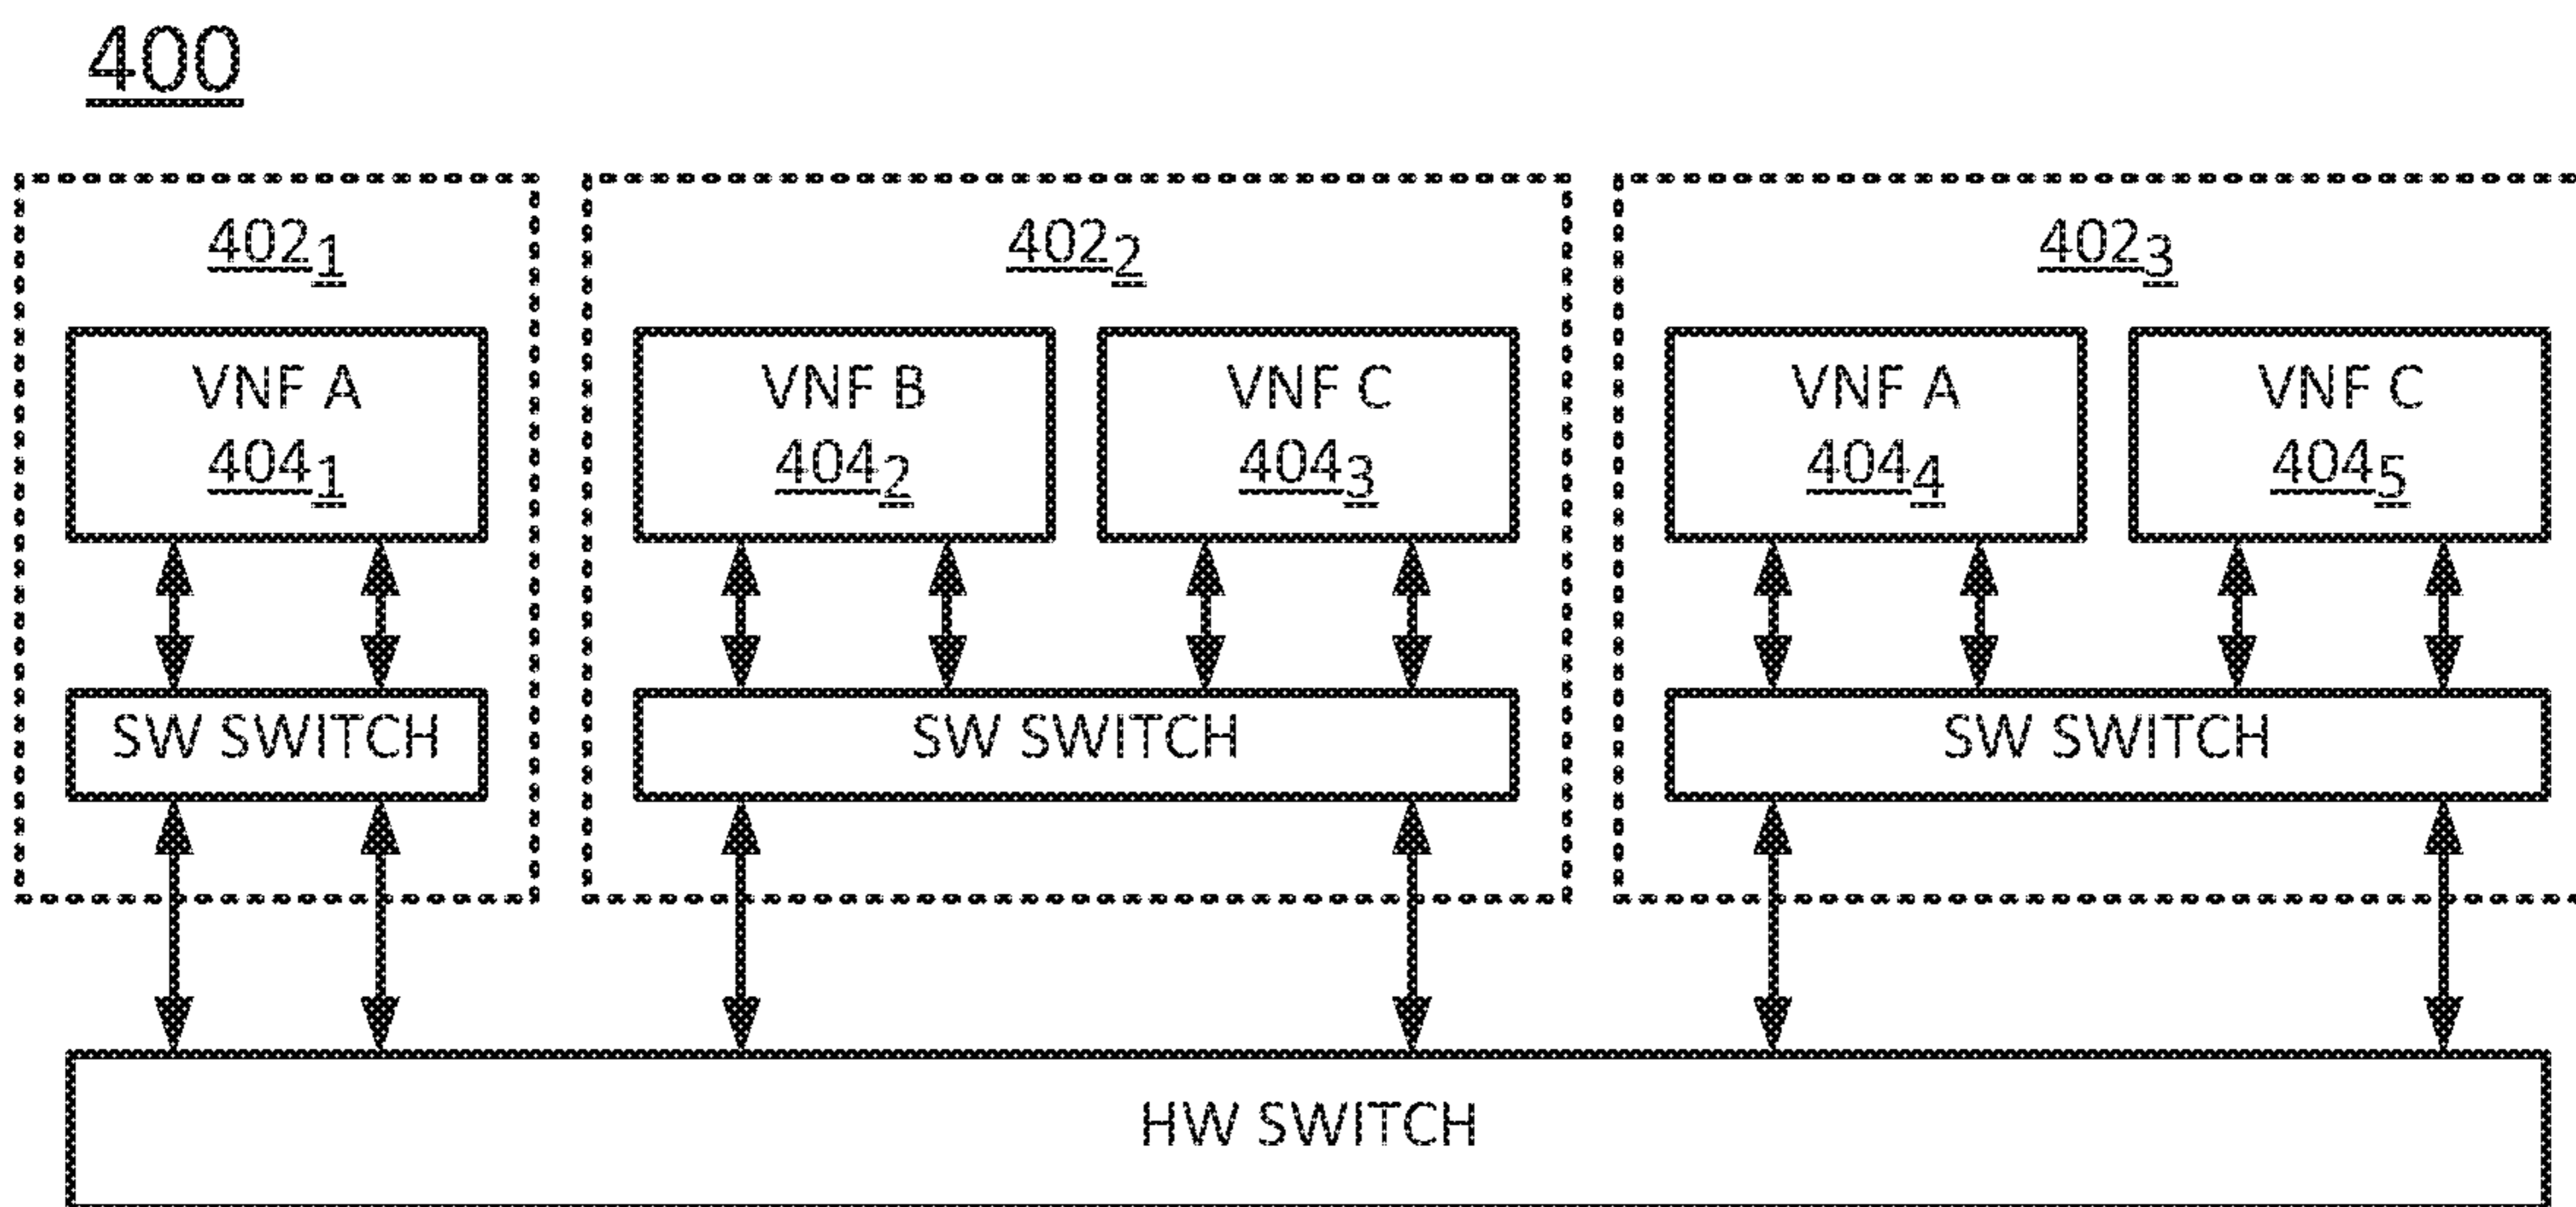 400
402₁
402₂
402₃
VNF A
404₁
VNF B
404₂
VNF C
404₃
VNF A
404₄
VNF C
404₅
SW SWITCH
SW SWITCH
SW SWITCH
HW SWITCH